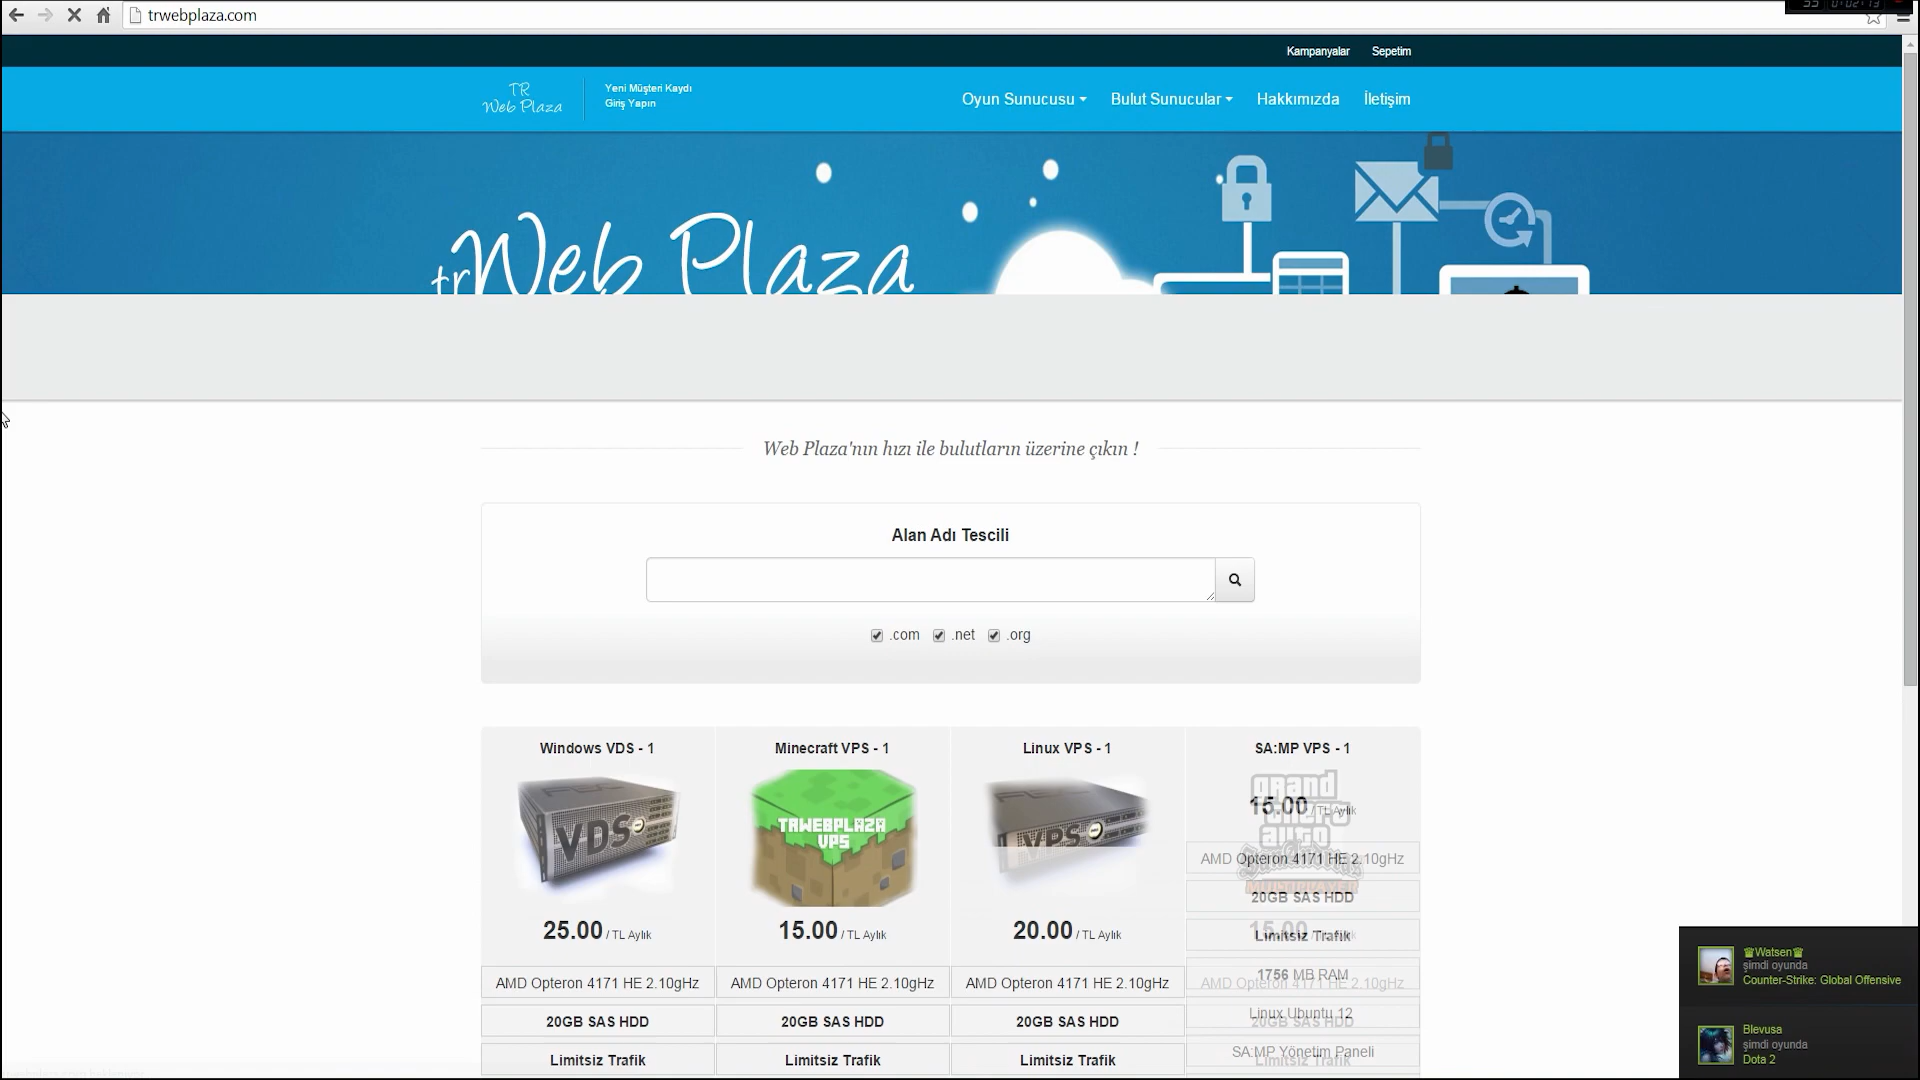 trwebplaza.com
Kampanyalar Sepetim
TR
Web Plaza
Yeni Müşteri Kaydı
Giriş Yapın
Oyun Sunucusu Bulut Sunucular Hakkımızda İletişim
trWeb Plaza
Web Plaza'nın hızı ile bulutların üzerine çıkın !
Alan Adı Tescili
.com .net .org
Windows VDS - 1 Minecraft VPS - 1 Linux VPS - 1 SA:MP VPS - 1
VDS
TRWEBPLAZA
VPS
VPS
grand
theft
auto
15.00 / TL Aylık
AMD Opteron 4171 HE 2.10gHz
20GB SAS HDD
25.00 / TL Aylık 15.00 / TL Aylık 20.00 / TL Aylık 15.00
Limitsiz Trafik
1756 MB RAM
AMD Opteron 4171 HE 2.10gHz AMD Opteron 4171 HE 2.10gHz AMD Opteron 4171 HE 2.10gHz AMD Opteron 4171 HE 2.10gHz
Linux Ubuntu 12
20GB SAS HDD 20GB SAS HDD 20GB SAS HDD 20GB SAS HDD
SA:MP Yönetim Paneli
Limitsiz Trafik Limitsiz Trafik Limitsiz Trafik Limitsiz Trafik
♛Watsen♛
şimdi oyunda
Counter-Strike: Global Offensive
Blevusa
şimdi oyunda
Dota 2